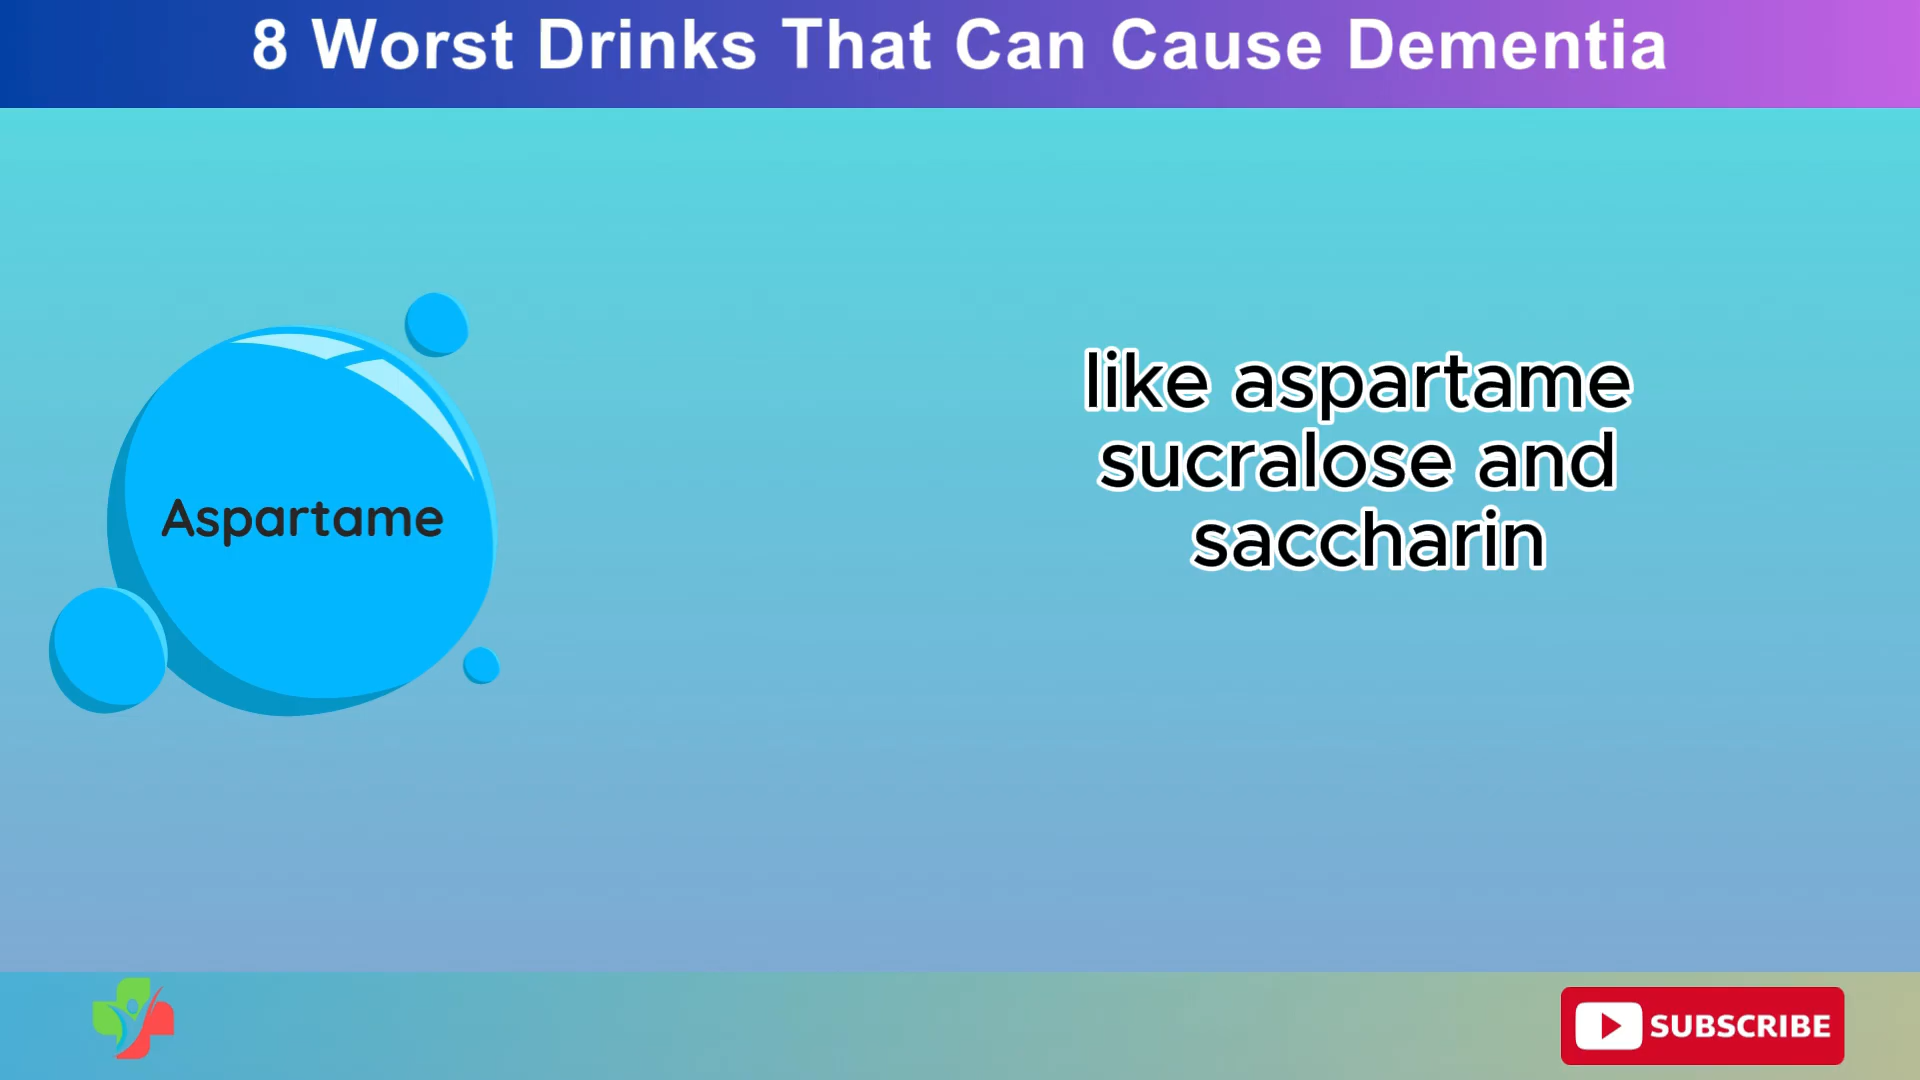 8 Worst Drinks That Can Cause Dementia
Aspartame
like aspartame
sucralose and
saccharin
SUBSCRIBE